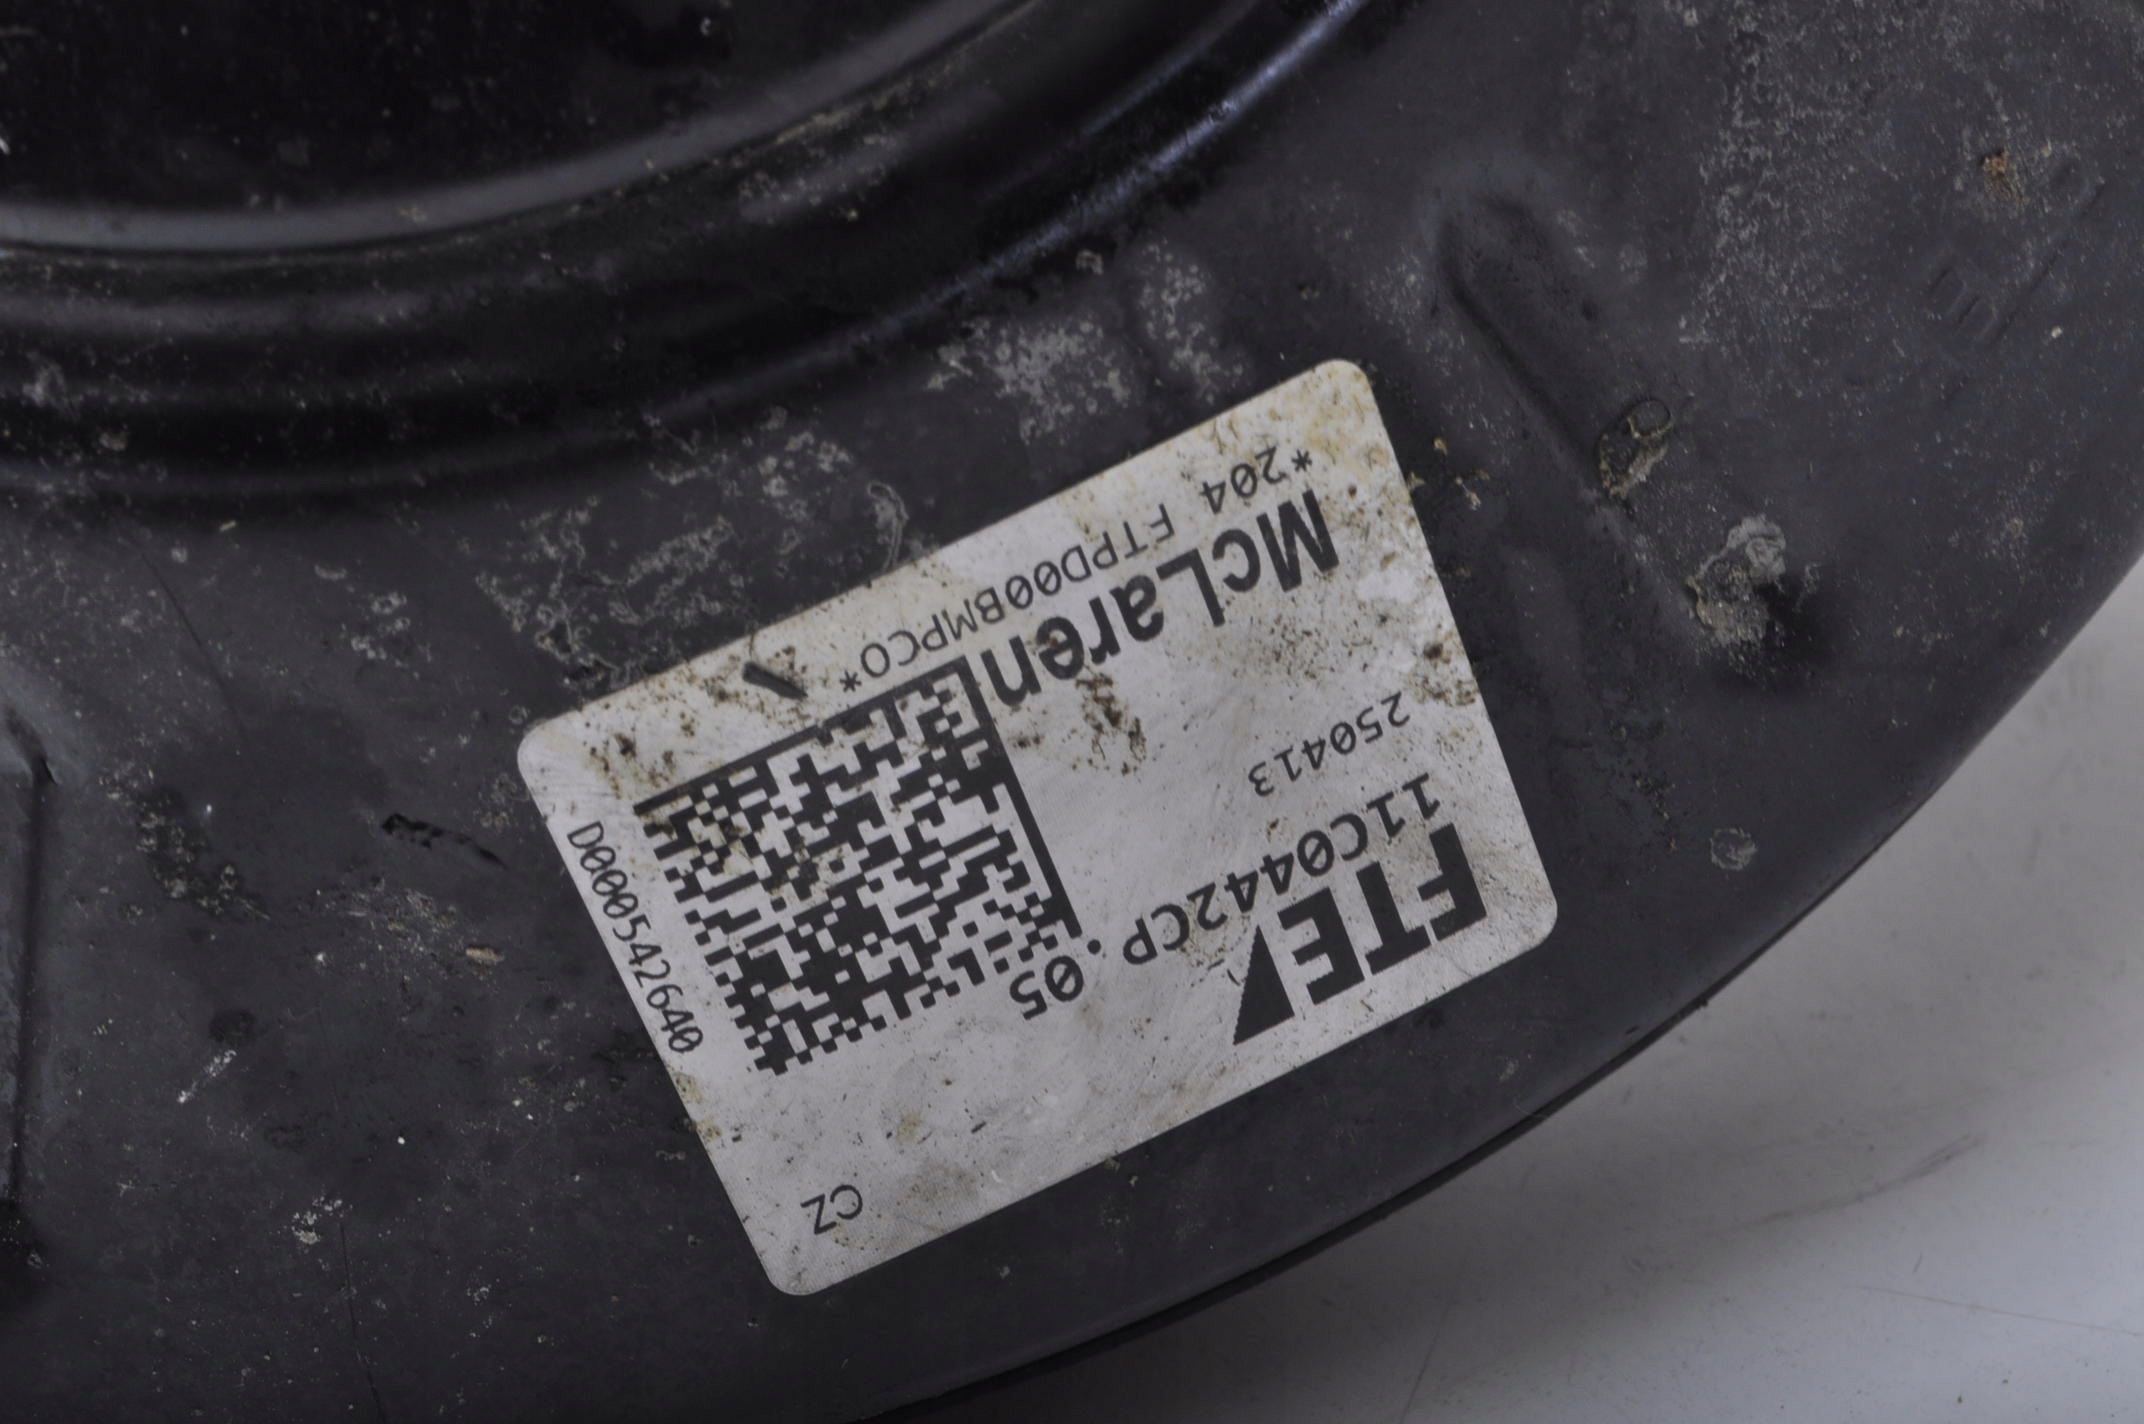 CZ
FTE
11C0442CP.05
250413
McLaren
*204 FTPD00BMPCO*
D000542640